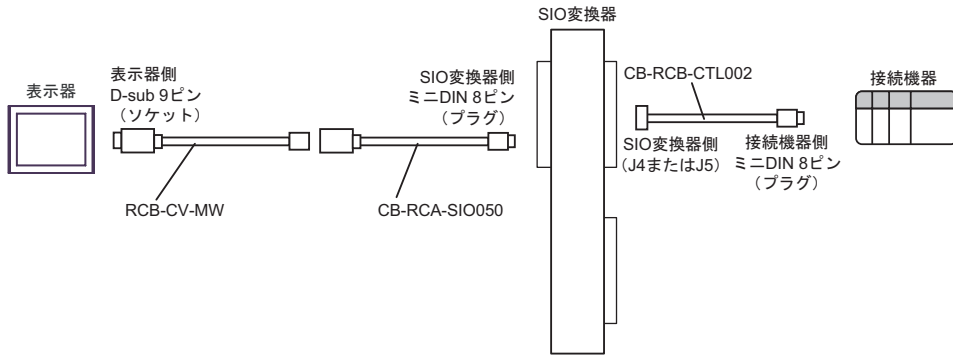 SIO変換器
表示器
表示器側
D-sub 9ピン
(ソケット)
SIO変換器側
ミニDIN 8ピン
(プラグ)
CB-RCB-CTL002
接続機器
SIO変換器側
(J4またはJ5)
接続機器側
ミニDIN 8ピン
(プラグ)
RCB-CV-MW
CB-RCA-SIO050